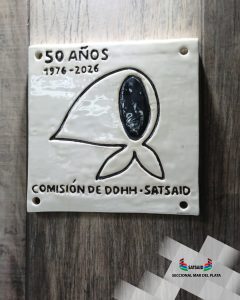 50 AÑOS
1976-2026
COMISIÓN DE DDHH·SATSAID
SATSAID
SECCIONAL MAR DEL PLATA